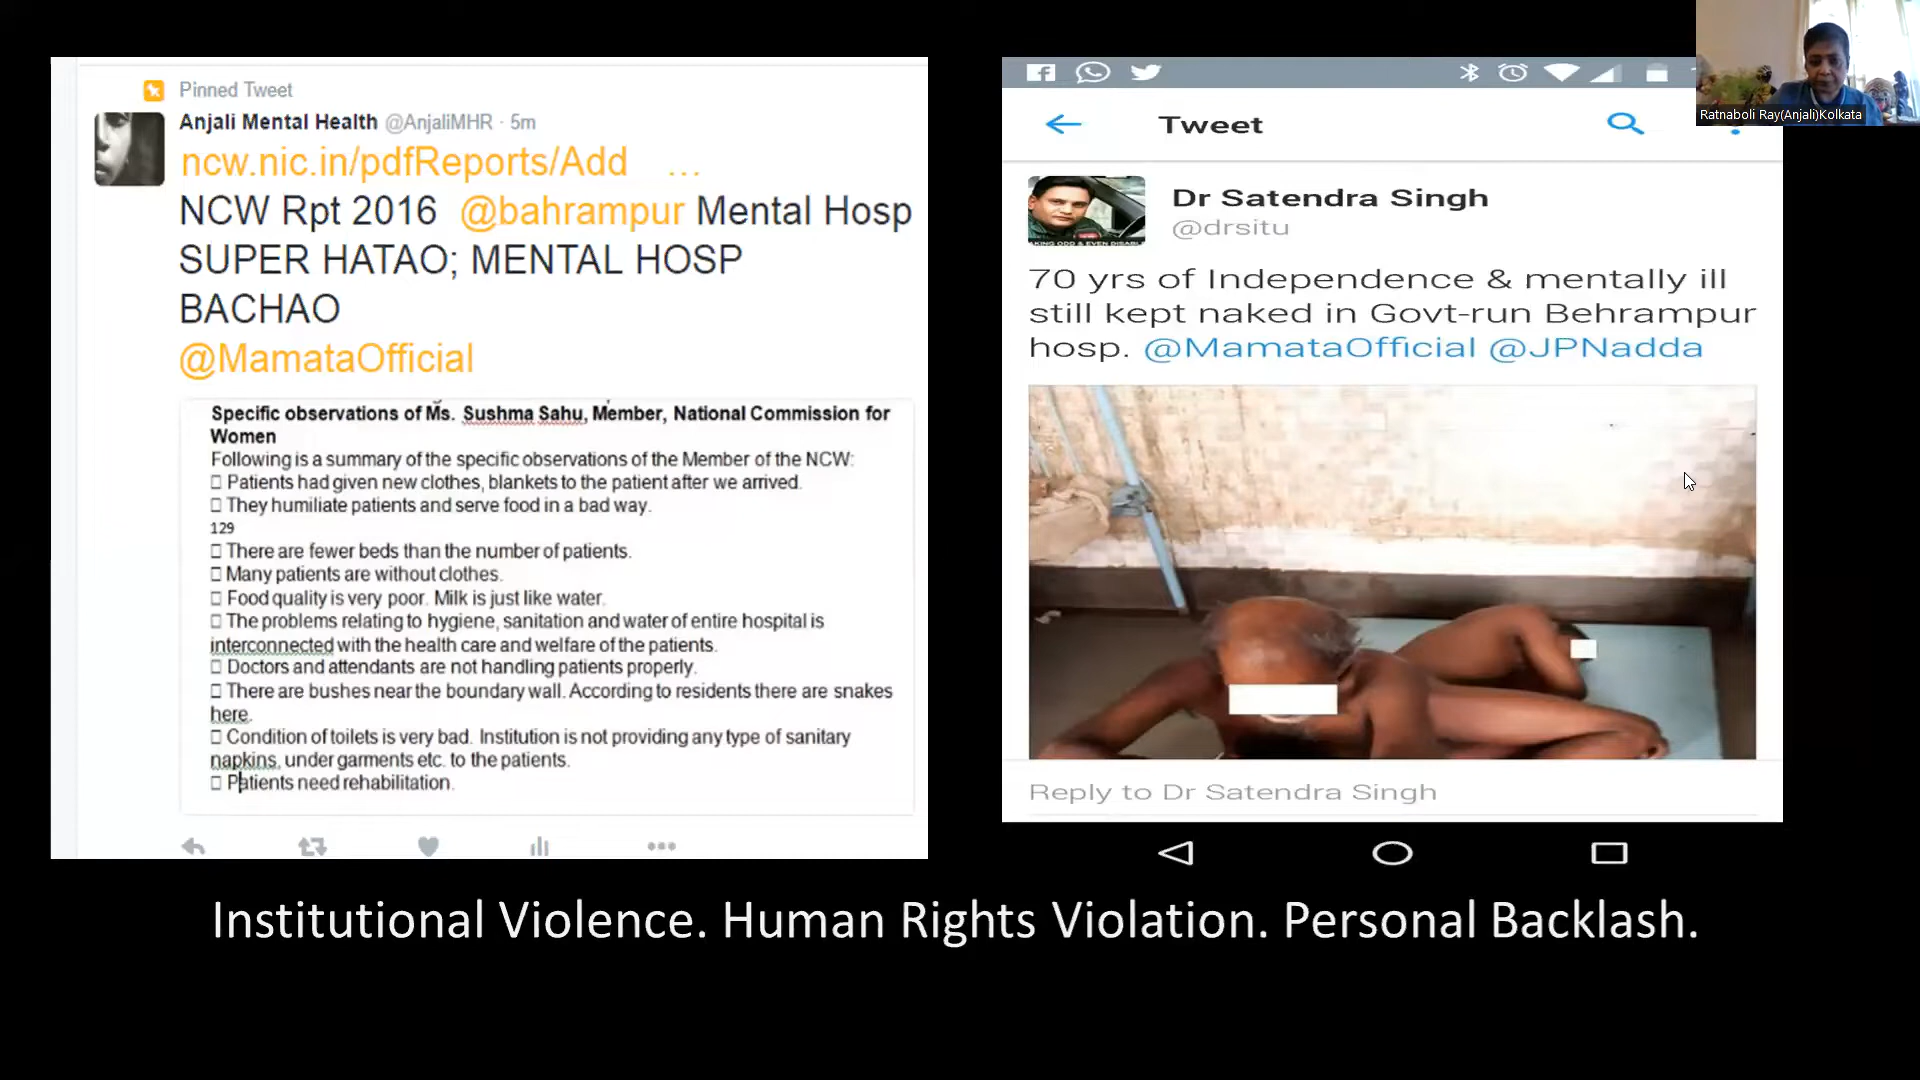 Pinned Tweet
Anjali Mental Health @AnjaliMHR · 5m
ncw.nic.in/pdfReports/Add ...
NCW Rpt 2016 @bahrampur Mental Hosp
SUPER HATAO; MENTAL HOSP
BACHAO
@MamataOfficial
Specific observations of Ms. Sushma Sahu, Member, National Commission for
Women
Following is a summary of the specific observations of the Member of the NCW:
Patients had given new clothes, blankets to the patient after we arrived.
They humiliate patients and serve food in a bad way.
129
There are fewer beds than the number of patients.
Many patients are without clothes.
Food quality is very poor. Milk is just like water.
The problems relating to hygiene, sanitation and water of entire hospital is
interconnected with the health care and welfare of the patients.
Doctors and attendants are not handling patients properly.
There are bushes near the boundary wall. According to residents there are snakes
here.
Condition of toilets is very bad. Institution is not providing any type of sanitary
napkins, under garments etc. to the patients.
Patients need rehabilitation.
Tweet
Dr Satendra Singh
@drsitu
70 yrs of Independence & mentally ill
still kept naked in Govt-run Behrampur
hosp. @MamataOfficial @JPNadda
Reply to Dr Satendra Singh
Ratnaboli Ray(Anjali)Kolkata
Institutional Violence. Human Rights Violation. Personal Backlash.